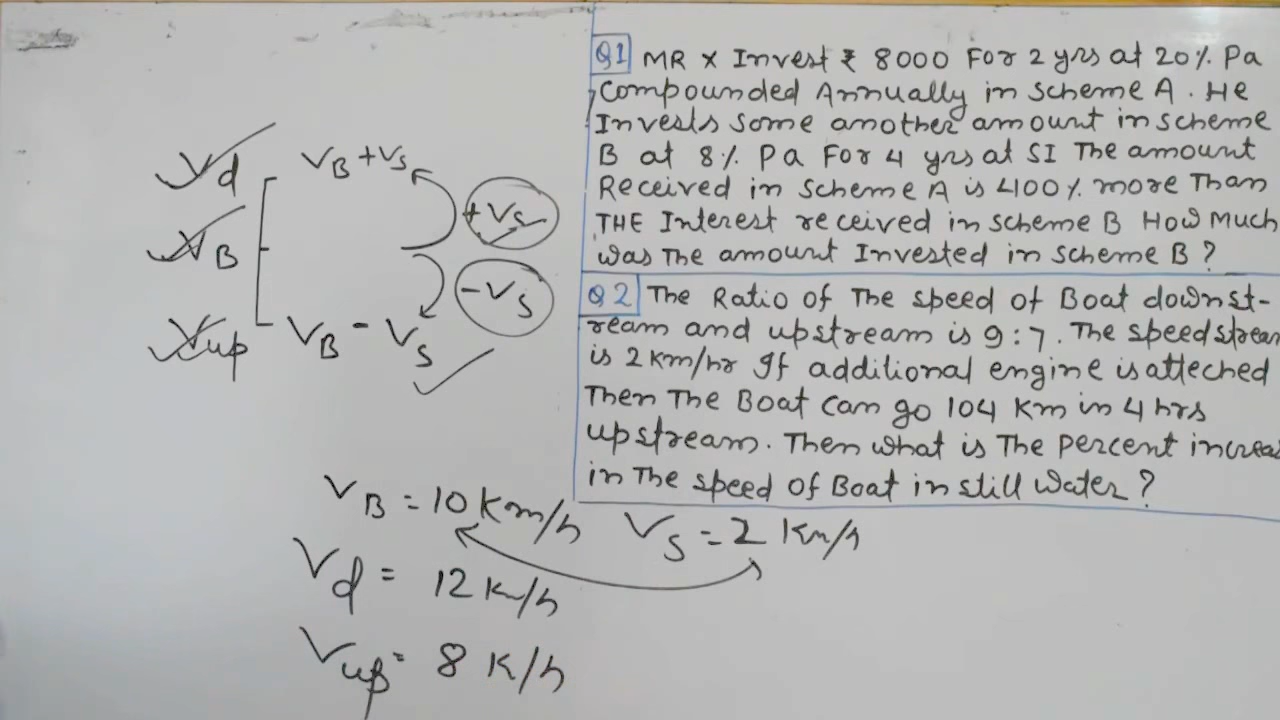 Q1 MR X Invest ₹ 8000 For 2 yrs at 20% Pa
Compounded Annually in scheme A. He
Invests some another amount in scheme
B at 8% Pa For 4 yrs at SI The amount
Received in scheme A is 400% more Than
THE Interest received in scheme B How Much
was The amount Invested in scheme B?
Q2 The Ratio of The speed of Boat downst-
ream and upstream is 9:7. The speed stream
is 2 km/hr If additional engine is atteched
Then The Boat can go 104 Km in 4 hrs
upstream. Then what is The Percent increas
in The speed of Boat in still water?
Vd VB+VS
+VS
VB
-VS
Vup VB - VS
VB = 10 Km/h VS = 2 Km/h
Vd = 12 Km/h
Vup = 8 K/h